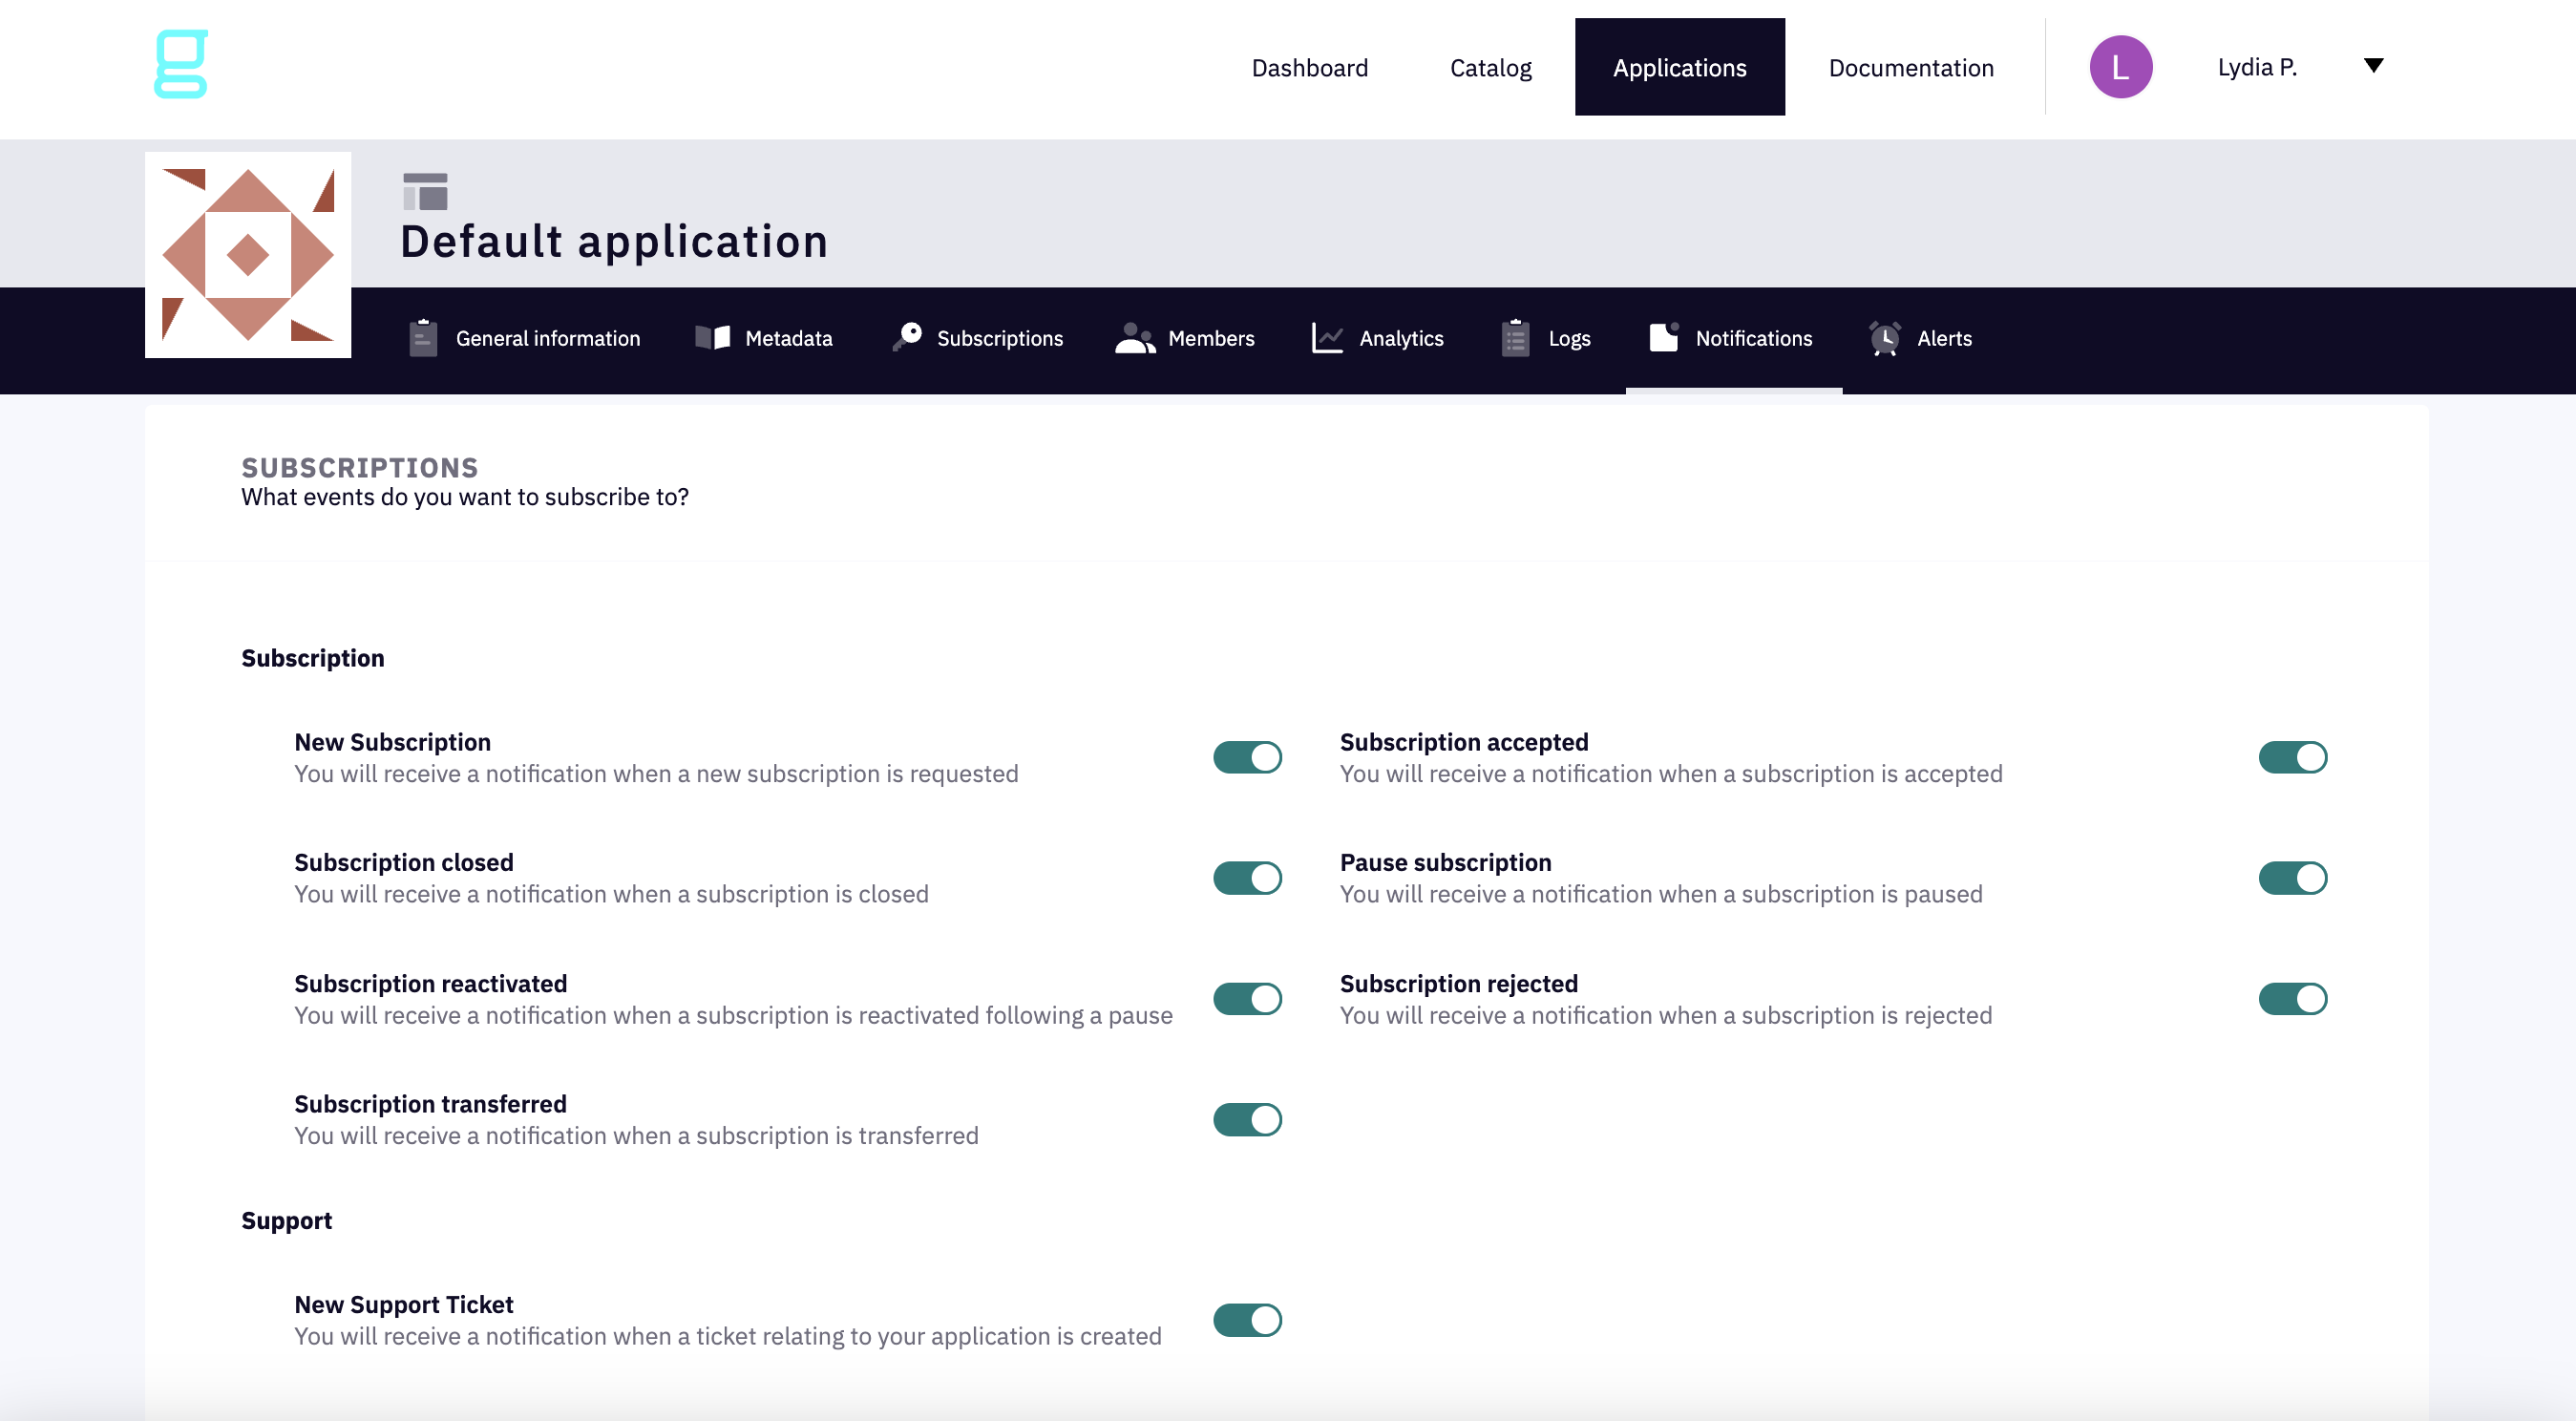 g
Dashboard
Catalog
Applications
Documentation
L
Lydia P.
Default application
General information
Metadata
Subscriptions
Members
Analytics
Logs
Notifications
Alerts
SUBSCRIPTIONS
What events do you want to subscribe to?
Subscription
New Subscription
You will receive a notification when a new subscription is requested
Subscription accepted
You will receive a notification when a subscription is accepted
Subscription closed
You will receive a notification when a subscription is closed
Pause subscription
You will receive a notification when a subscription is paused
Subscription reactivated
You will receive a notification when a subscription is reactivated following a pause
Subscription rejected
You will receive a notification when a subscription is rejected
Subscription transferred
You will receive a notification when a subscription is transferred
Support
New Support Ticket
You will receive a notification when a ticket relating to your application is created